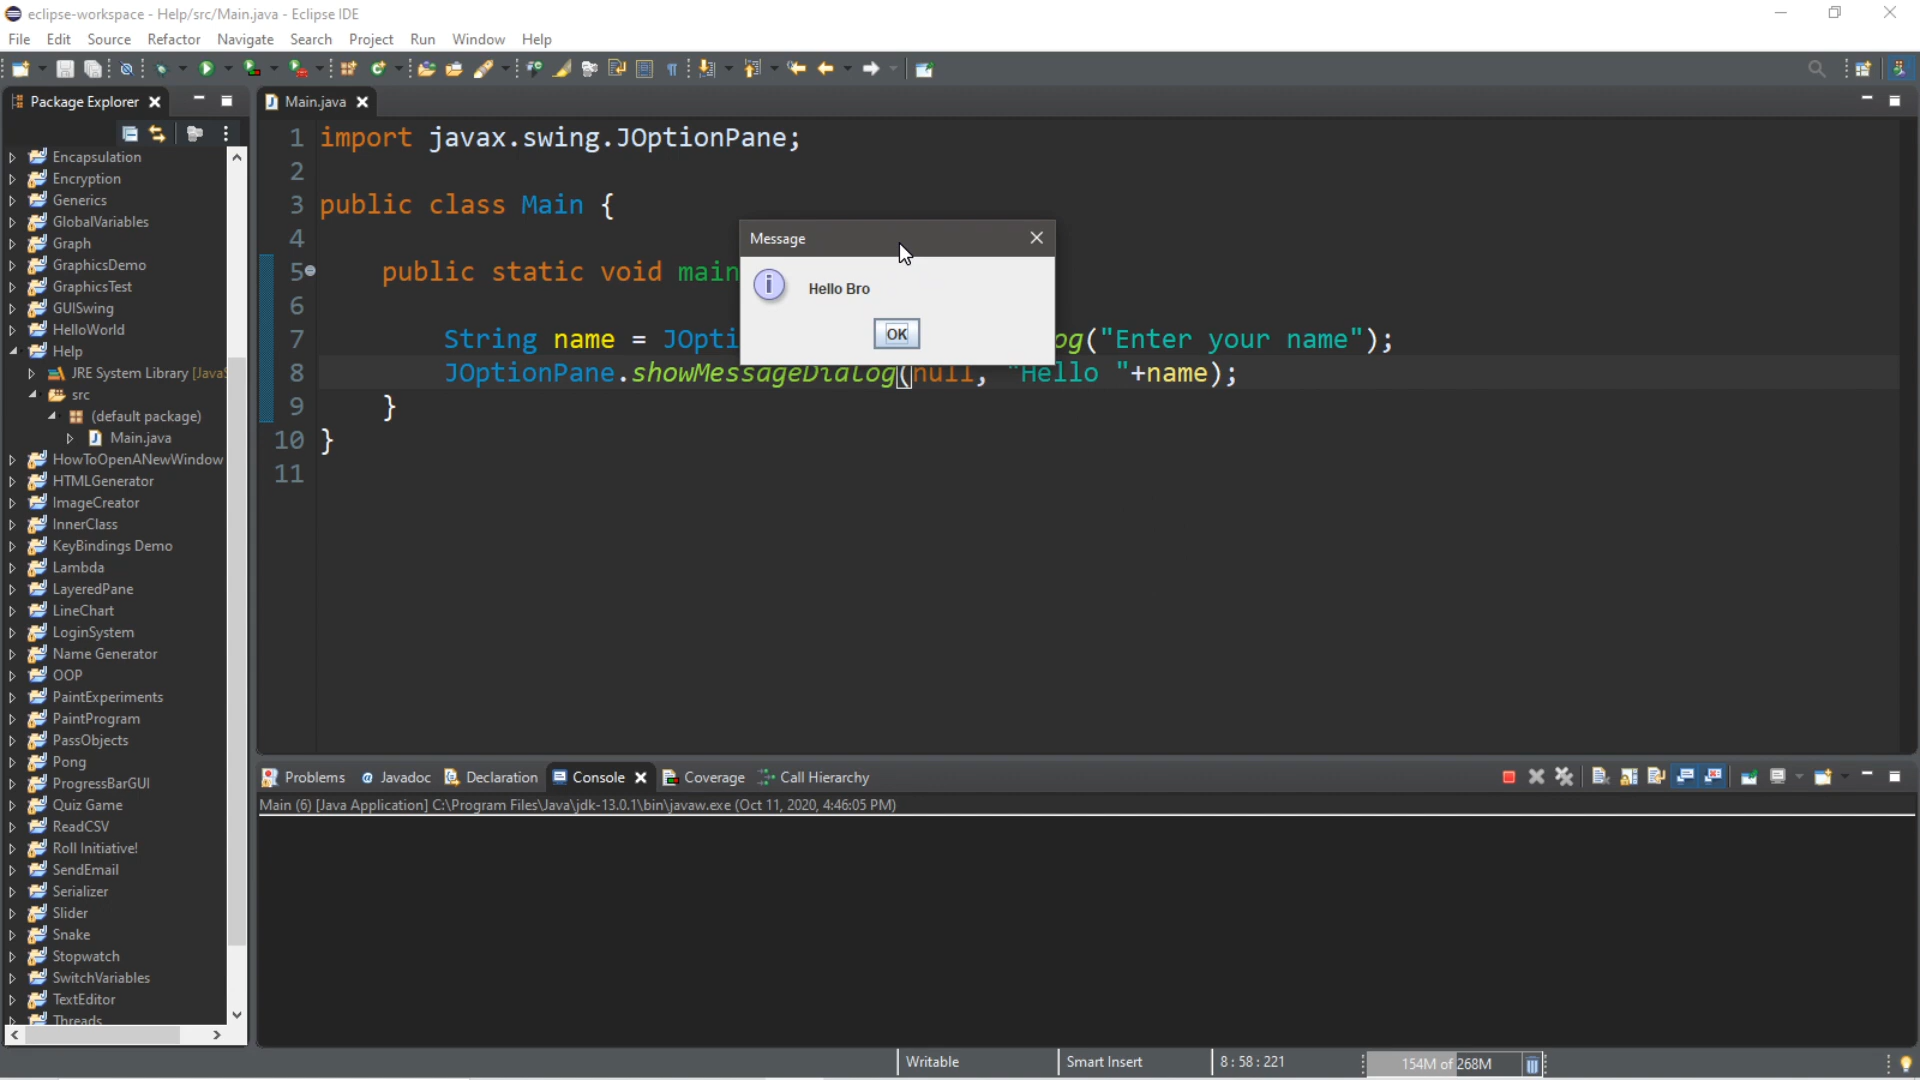 eclipse-workspace - Help/src/Main.java - Eclipse IDE
File Edit Source Refactor Navigate Search Project Run Window Help
Package Explorer
Main.java
Encapsulation
Encryption
Generics
GlobalVariables
Graph
GraphicsDemo
GraphicsTest
GUISwing
HelloWorld
Help
JRE System Library [Java
src
(default package)
Main.java
HowToOpenANewWindow
HTMLGenerator
ImageCreator
InnerClass
KeyBindings Demo
Lambda
LayeredPane
LineChart
LoginSystem
Name Generator
OOP
PaintExperiments
PaintProgram
PassObjects
Pong
ProgressBarGUI
Quiz Game
ReadCSV
Roll Initiative!
SendEmail
Serializer
Slider
Snake
Stopwatch
SwitchVariables
TextEditor
Threads
1 import javax.swing.JOptionPane;
2
3 public class Main {
4
5 public static void main
6
7 String name = JOpti og("Enter your name");
8 JOptionPane.showMessageDialog(null, "Hello "+name);
9 }
10 }
11
Message
i
Hello Bro
OK
Problems @ Javadoc Declaration Console Coverage Call Hierarchy
Main (6) [Java Application] C:\Program Files\Java\jdk-13.0.1\bin\javaw.exe (Oct 11, 2020, 4:46:05 PM)
Writable Smart Insert 8 : 58 : 221 154M of 268M